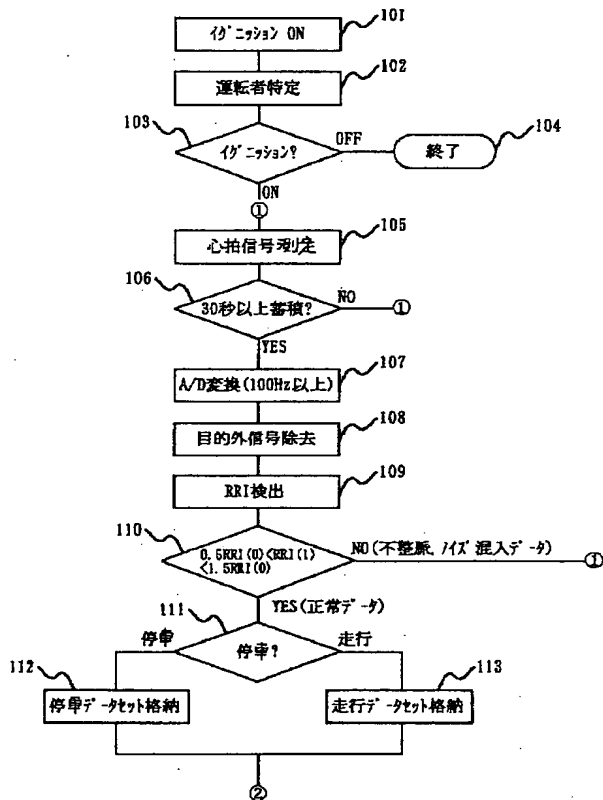 101
イグニッション ON
102
運転者特定
103
イグニッション?
OFF
104
終了
ON
①
105
心拍信号測定
106
30秒以上蓄積?
NO
①
YES
107
A/D変換(100Hz以上)
108
目的外信号除去
109
RRI検出
110
0.5RRI(0)<RRI(1)
<1.5RRI(0)
NO(不整脈、ノイズ混入データ)
①
YES(正常データ)
111
停車
停車?
走行
112
停車データセット格納
113
走行データセット格納
②